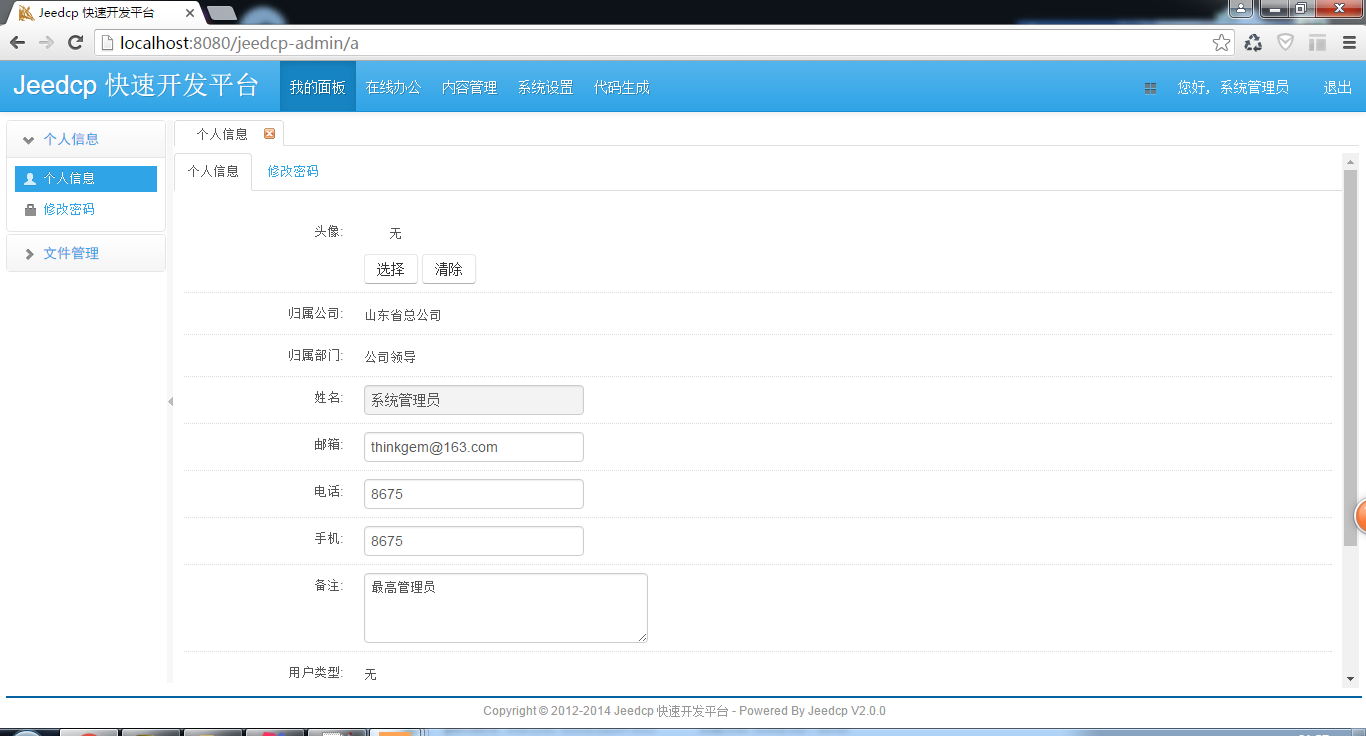 Jeedcp 快速开发平台
localhost:8080/jeedcp-admin/a
Jeedcp 快速开发平台 我的面板 在线办公 内容管理 系统设置 代码生成 您好，系统管理员 退出
个人信息
个人信息
修改密码
文件管理
个人信息
个人信息 修改密码
头像: 无
选择 清除
归属公司: 山东省总公司
归属部门: 公司领导
姓名: 系统管理员
邮箱: thinkgem@163.com
电话: 8675
手机: 8675
备注: 最高管理员
用户类型: 无
Copyright © 2012-2014 Jeedcp 快速开发平台 - Powered By Jeedcp V2.0.0